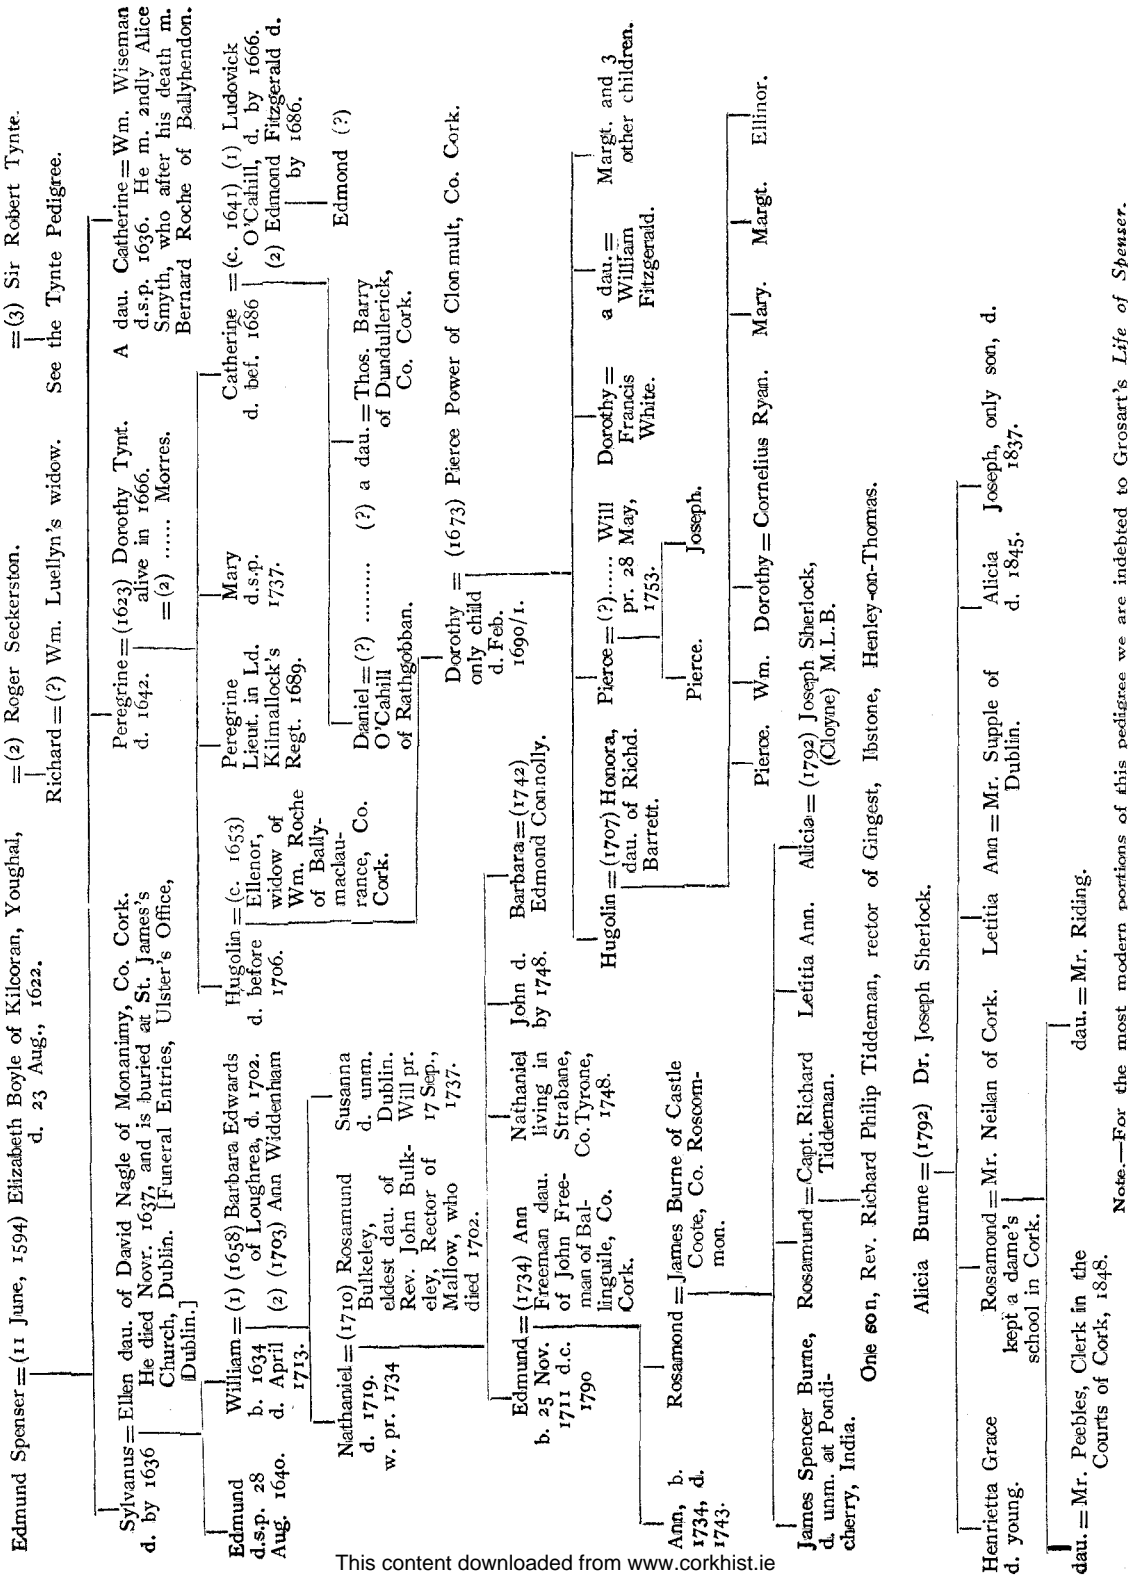 Edmund Spenser = (11 June, 1594) Elizabeth Boyle of Kilcoran, Youghal,
d. 23 Aug., 1622.
= (2) Roger Seckerston.
= (3) Sir Robert Tynte.
Richard = (?) Wm. Luellyn's widow.
See the Tynte Pedigree.
Sylvanus = Ellen dau. of David Nagle of Monanimy, Co. Cork.
d. by 1636
He died Novr. 1637, and is buried at St. James's
Church, Dublin. [Funeral Entries, Ulster's Office,
Dublin.]
Peregrine = (1623) Dorothy Tynt.
d. 1642.
alive in 1666.
= (2) ...... Morres.
A dau. Catherine = Wm. Wiseman
d.s.p. 1636. He m. 2ndly Alice
Smyth, who after his death m.
Bernard Roche of Ballyhendon.
Edmund
d.s.p. 28
Aug. 1640.
William = (1) (1658) Barbara Edwards
b. 1634
of Loughrea, d. 1702.
d. April
(2) (1703) Ann Widdenham
1713.
Hugolin = (c. 1653)
d. before
1706.
Ellenor,
widow of
Wm. Roche
of Bally-
maclau-
rance, Co.
Cork.
Peregrine
Lieut. in Ld.
Kilmallock's
Regt. 1689.
Mary
d.s.p.
1737.
Catherine = (c. 1641) (1) Ludovick
d. bef. 1686
O'Cahill, d. by 1666.
(2) Edmond Fitzgerald d.
by 1686.
Edmond (?)
Nathaniel = (1710) Rosamund
d. 1719.
w. pr. 1734
Bulkeley,
eldest dau. of
Rev. John Bulk-
eley, Rector of
Mallow, who
died 1702.
Susanna
d. unm.
Dublin.
Will pr.
17 Sep.,
1737.
Daniel = (?) ..........
O'Cahill
of Rathgobban.
(?) a dau. = Thos. Barry
of Dundullerick,
Co. Cork.
Dorothy = (1673) Pierce Power of Clonmult, Co. Cork.
only child
d. Feb.
1690/1.
Edmund = (1734) Ann
b. 25 Nov.
1711 d.c.
1790
Freeman dau.
of John Free-
man of Bal-
linguile, Co.
Cork.
Nathaniel
living in
Strabane,
Co. Tyrone,
1748.
John d.
by 1748.
Barbara = (1742)
Edmond Connolly.
Hugolin = (1707) Honora,
dau. of Richd.
Barrett.
Pierce = (?)...... Will
pr. 28 May,
1753.
Dorothy =
Francis
White.
a dau. =
William
Fitzgerald.
Margt. and 3
other children.
Pierce.
Joseph.
Ann, b.
1734, d.
1743.
Rosamond = James Burne of Castle
Coote, Co. Roscom-
mon.
Pierce.
Wm.
Dorothy = Cornelius Ryan.
Mary.
Margt.
Ellinor.
James Spencer Burne,
d. unm. at Pondi-
cherry, India.
Rosamund = Capt. Richard
Tiddeman.
Letitia Ann.
Alicia = (1792) Joseph Sherlock,
(Cloyne) M.L.B.
One son, Rev. Richard Philip Tiddeman, rector of Gingest, Ibstone, Henley-on-Thomas.
Alicia Burne = (1792) Dr. Joseph Sherlock.
Henrietta Grace
d. young.
Rosamond = Mr. Neilan of Cork.
kept a dame's
school in Cork.
Letitia Ann = Mr. Supple of
Dublin.
Alicia
d. 1845.
Joseph, only son, d.
1837.
dau. = Mr. Peebles, Clerk in the
Courts of Cork, 1848.
dau. = Mr. Riding.
Note.—For the most modern portions of this pedigree we are indebted to Grosart's Life of Spenser.
This content downloaded from www.corkhist.ie